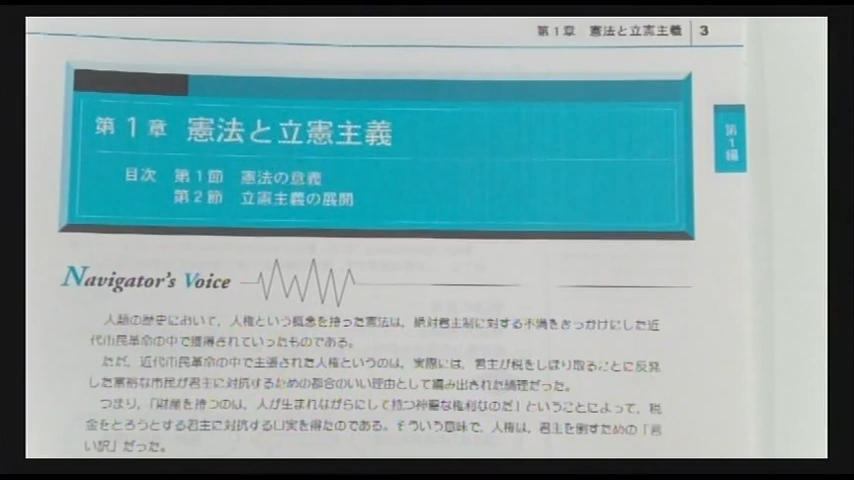 第1章 憲法と立憲主義 3
第1章 憲法と立憲主義
目次 第1節 憲法の意義
第2節 立憲主義の展開
第1編
Navigator's Voice
人類の歴史において、人権という概念を持った憲法は、絶対君主制に対する不満をきっかけにした近
代市民革命の中で獲得されていったものである。
ただ、近代市民革命の中で主張された人権というのは、実際には、君主が税をしぼり取ることに反発
した富裕な市民が君主に対抗するための都合のいい理由として編み出された論理だった。
つまり、「財産を持つのは、人が生まれながらにして持つ神聖な権利なのだ」ということによって、税
金をとろうとする君主に対抗する口実を得たのである。そういう意味で、人権は、君主を倒すための「言
い訳」だった。